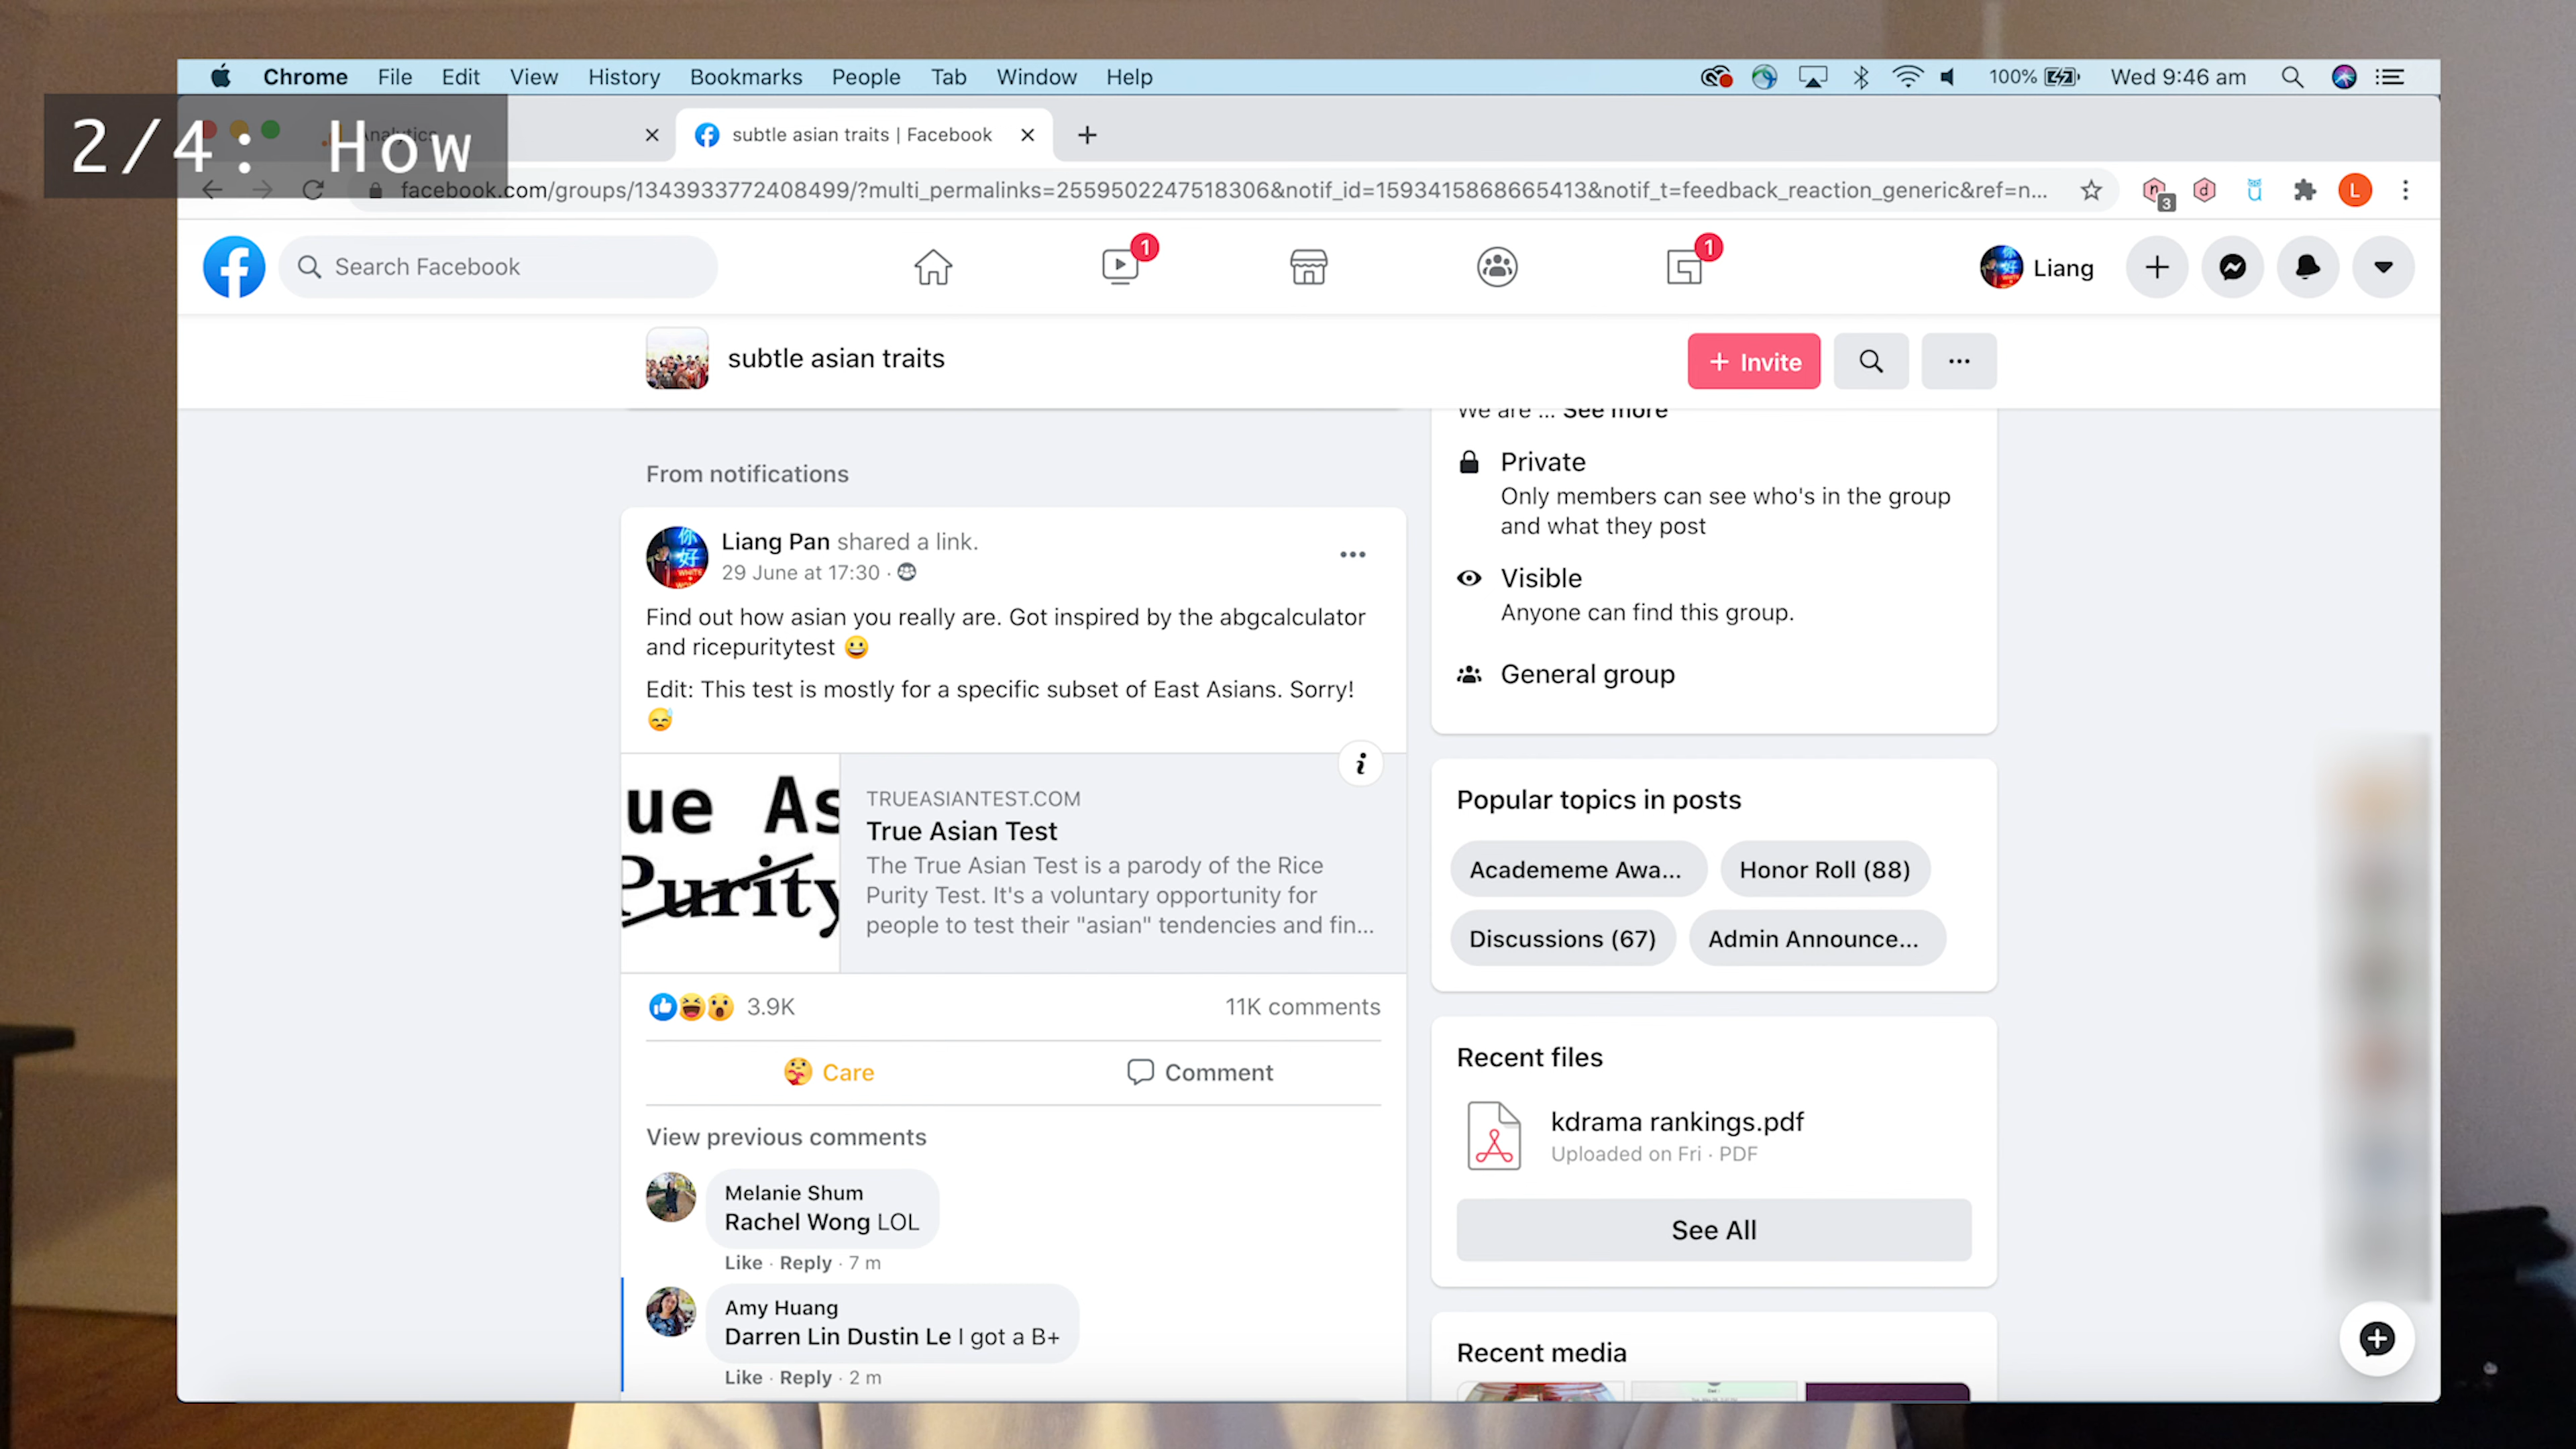 Chrome File Edit View History Bookmarks People Tab Window Help
100% Wed 9:46 am
2/4: How
Analytics
subtle asian traits | Facebook
facebook.com/groups/1343933772408499/?multi_permalinks=2559502247518306&notif_id=1593415868665413&notif_t=feedback_reaction_generic&ref=n...
n 3 d L
Search Facebook
1
1
Liang
subtle asian traits
+ Invite
From notifications
Liang Pan shared a link.
29 June at 17:30 ·
你
好
Find out how asian you really are. Got inspired by the abgcalculator
and ricepuritytest 😀
Edit: This test is mostly for a specific subset of East Asians. Sorry!
😅
ue As
Purity
TRUEASIANTEST.COM
True Asian Test
The True Asian Test is a parody of the Rice
Purity Test. It's a voluntary opportunity for
people to test their "asian" tendencies and fin...
3.9K
11K comments
Care
Comment
View previous comments
Melanie Shum
Rachel Wong LOL
Like · Reply · 7 m
Amy Huang
Darren Lin Dustin Le I got a B+
Like · Reply · 2 m
We are ... See more
Private
Only members can see who's in the group
and what they post
Visible
Anyone can find this group.
General group
Popular topics in posts
Academeme Awa...
Honor Roll (88)
Discussions (67)
Admin Announce...
Recent files
kdrama rankings.pdf
Uploaded on Fri · PDF
See All
Recent media